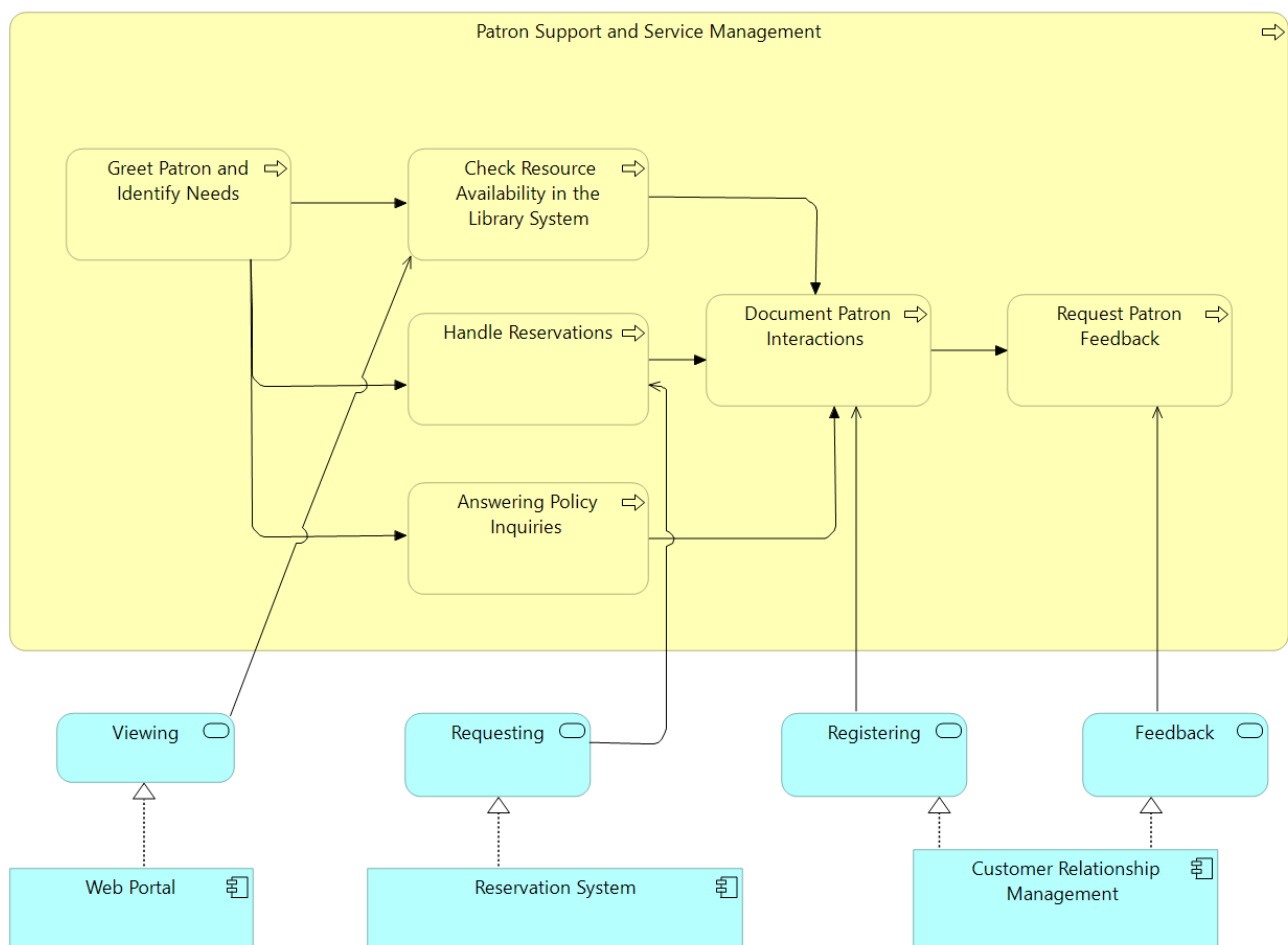 Patron Support and Service Management
Greet Patron and
Identify Needs
Check Resource
Availability in the
Library System
Handle Reservations
Answering Policy
Inquiries
Document Patron
Interactions
Request Patron
Feedback
Viewing
Requesting
Registering
Feedback
Web Portal
Reservation System
Customer Relationship
Management